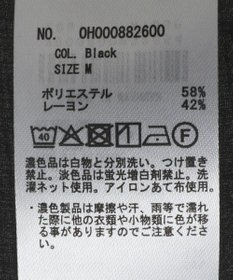 NO. OH000882600
COL. Black
SIZE M
ポリエステル 58%
レーヨン 42%
40 F
濃色品は白物と分別洗い。つけ置き
禁止。淡色は蛍光増白剤禁止。洗
濯ネット使用。アイロンあて布使用。
・濃色製品は摩擦や汗、雨等で濡れ
た際に他の衣類や小物類に色が移
る事がありますのでご注意くださ
い。